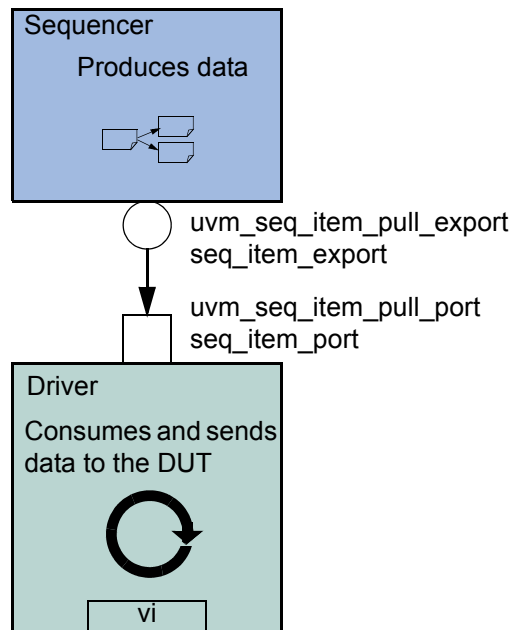 Sequencer
Produces data
uvm_seq_item_pull_export
seq_item_export
uvm_seq_item_pull_port
seq_item_port
Driver
Consumes and sends
data to the DUT
vi